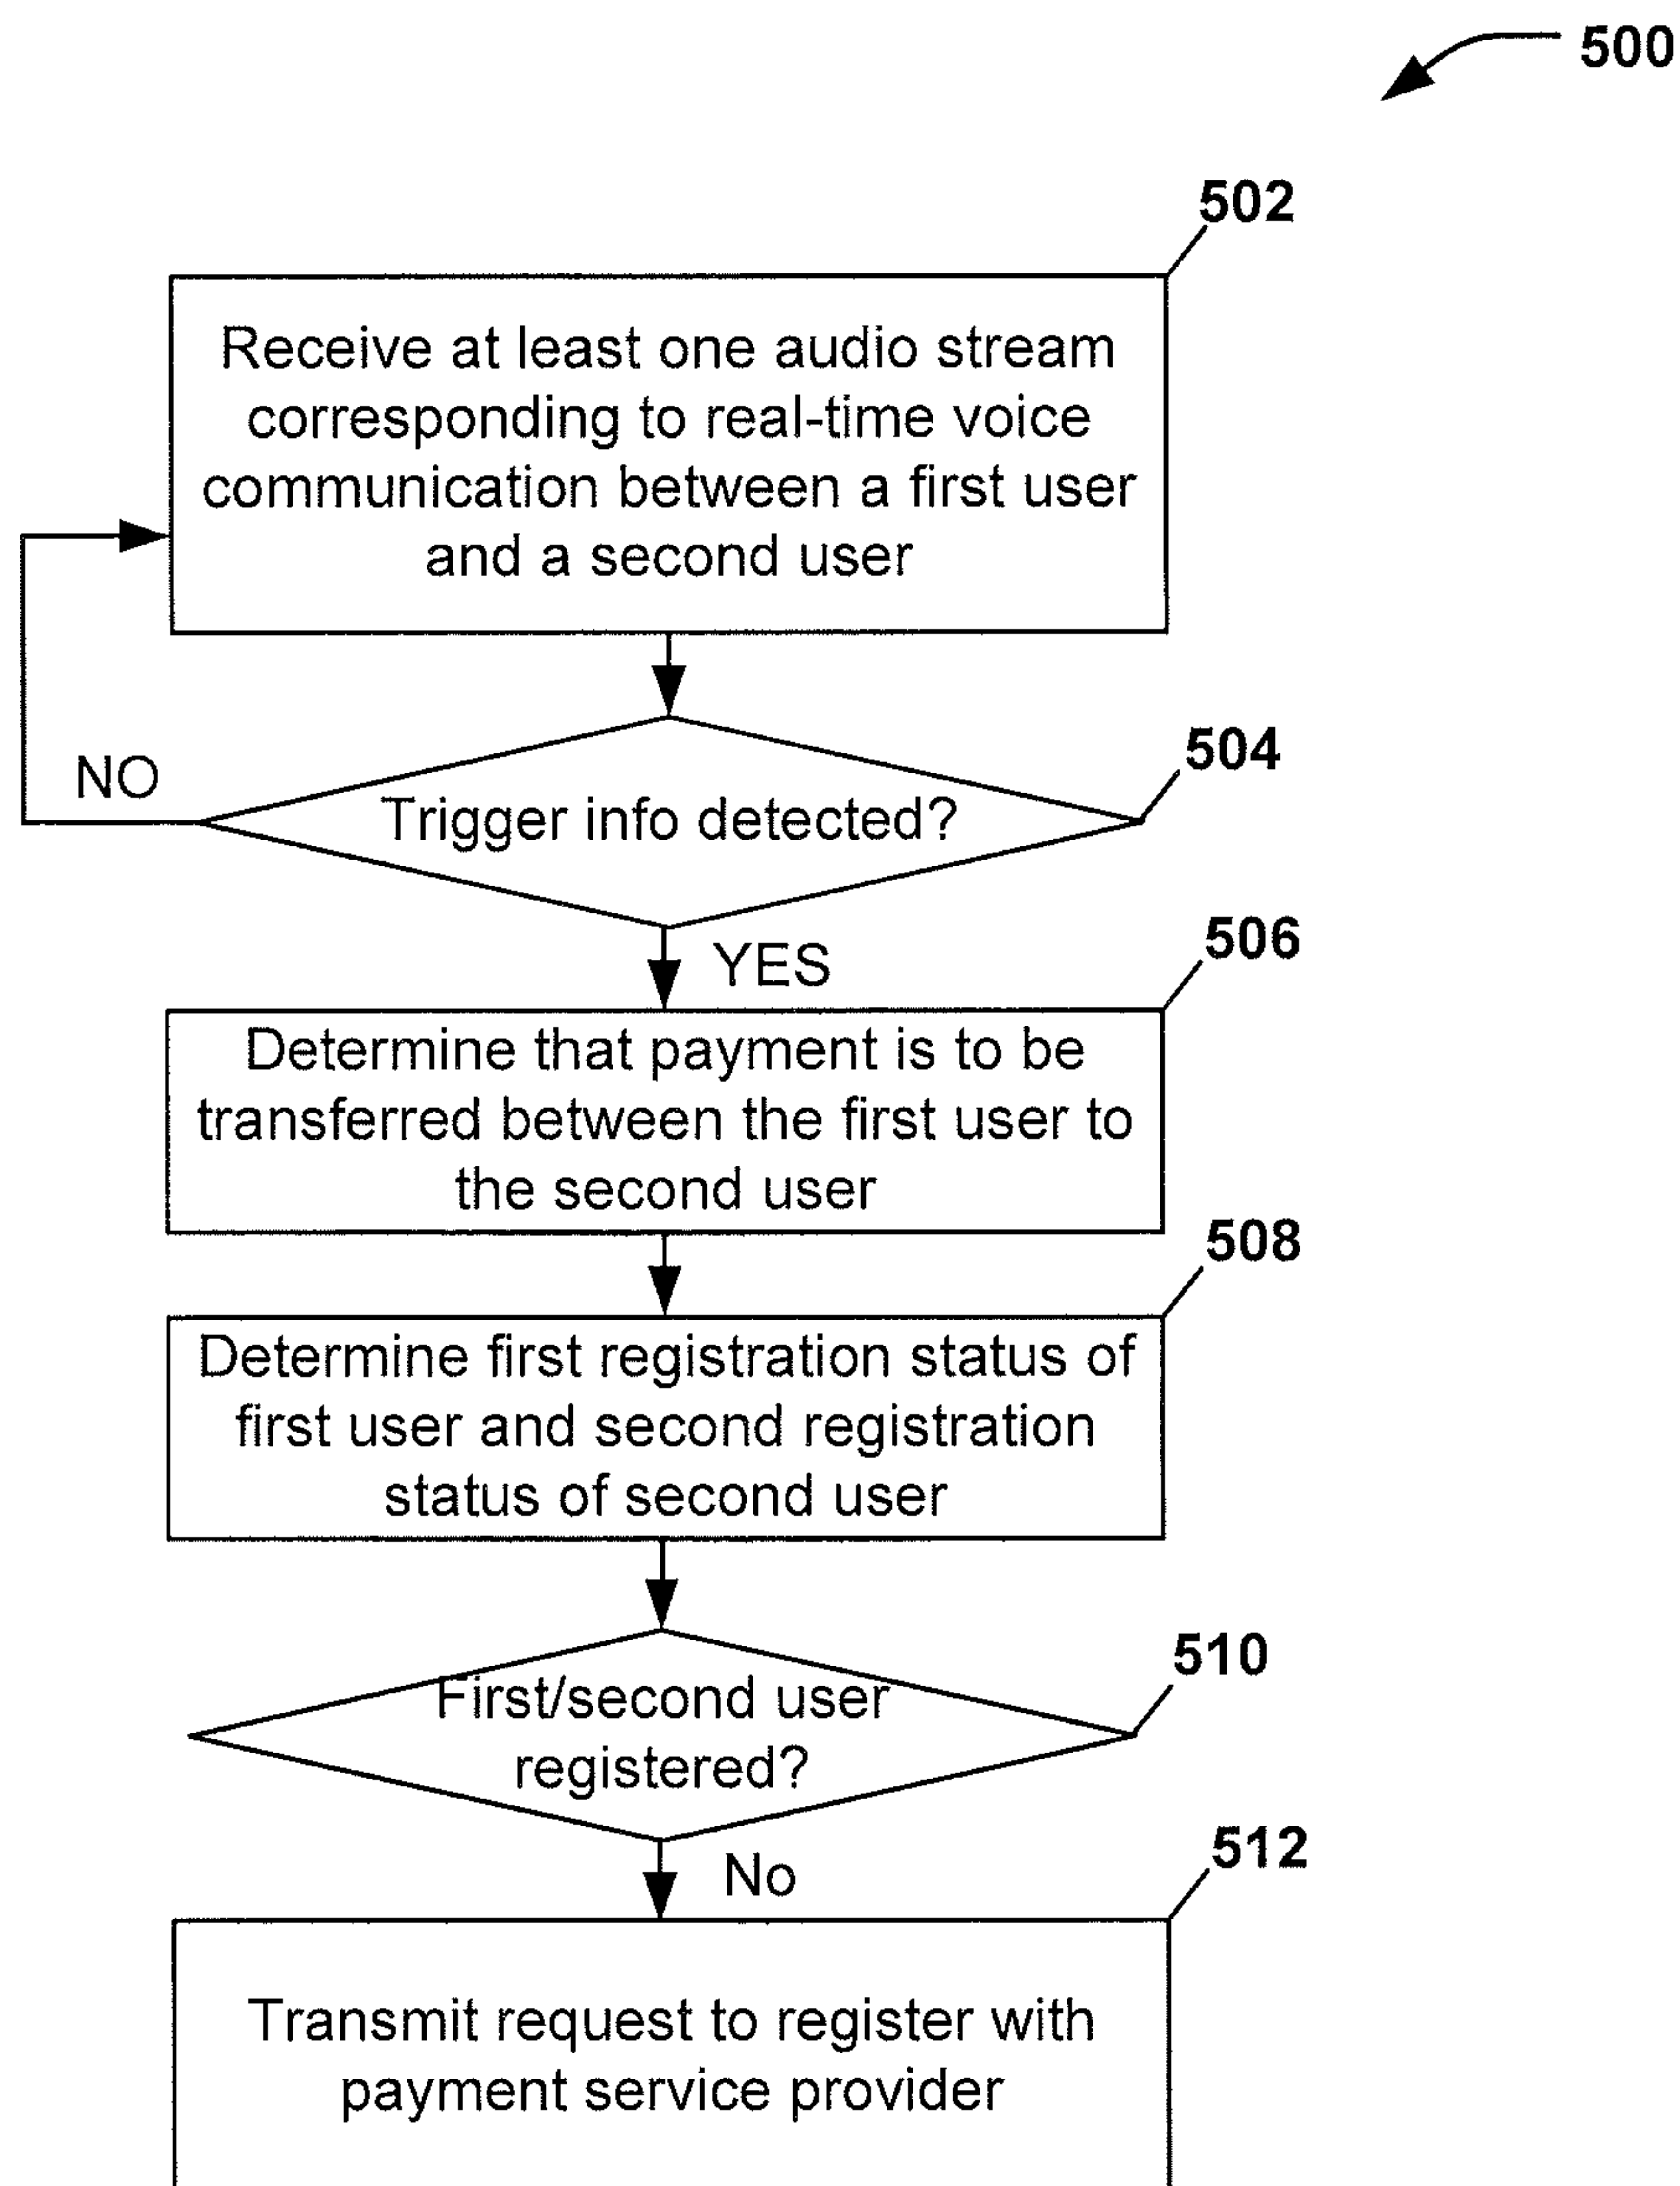 500
502
Receive at least one audio stream
corresponding to real-time voice
communication between a first user
and a second user
504
NO
Trigger info detected?
YES
506
Determine that payment is to be
transferred between the first user to
the second user
508
Determine first registration status of
first user and second registration
status of second user
510
First/second user
registered?
No
512
Transmit request to register with
payment service provider